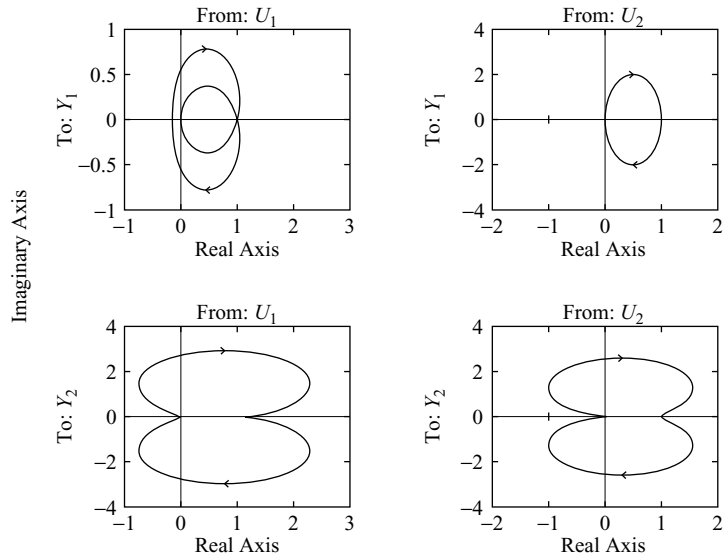 From: U₁
From: U₂
1
0.5
0
−0.5
−1
To: Y₁
−1 0 1 2 3
Real Axis
4
2
0
−2
−4
To: Y₁
−2 −1 0 1 2
Real Axis
Imaginary Axis
From: U₁
From: U₂
4
2
0
−2
−4
To: Y₂
−1 0 1 2 3
Real Axis
4
2
0
−2
−4
To: Y₂
−2 −1 0 1 2
Real Axis